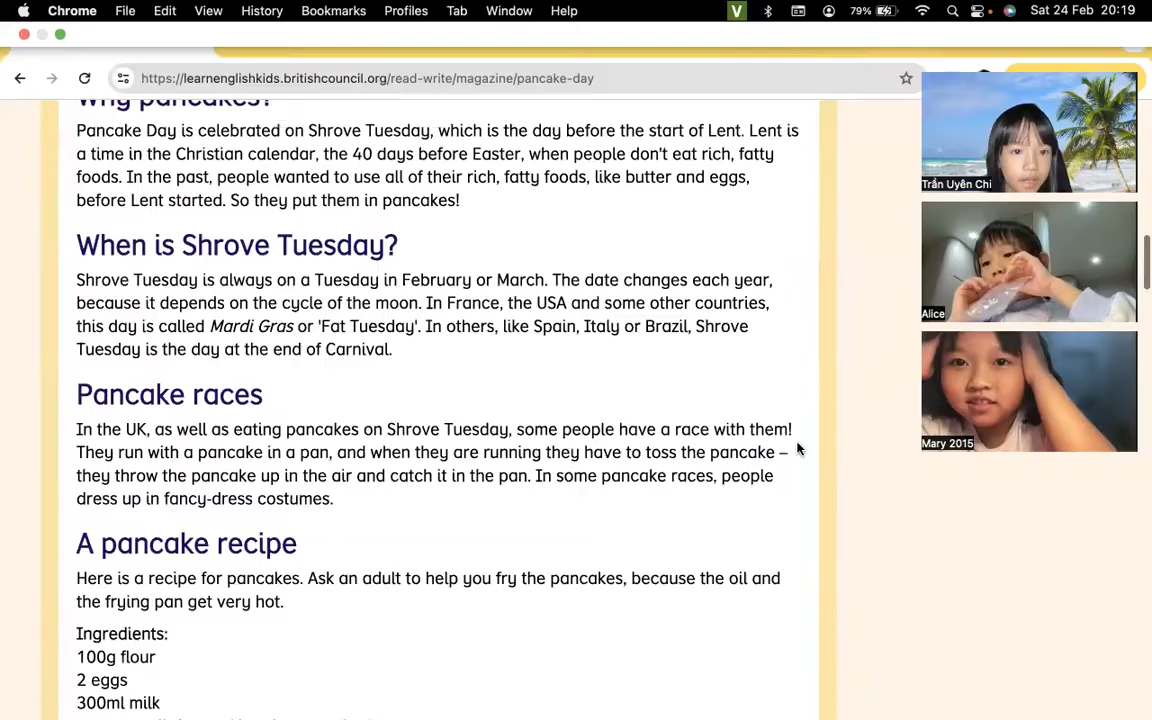 Chrome File Edit View History Bookmarks Profiles Tab Window Help V 79% Sat 24 Feb 20:19
https://learnenglishkids.britishcouncil.org/read-write/magazine/pancake-day
Why pancakes?
Pancake Day is celebrated on Shrove Tuesday, which is the day before the start of Lent. Lent is
a time in the Christian calendar, the 40 days before Easter, when people don't eat rich, fatty
foods. In the past, people wanted to use all of their rich, fatty foods, like butter and eggs,
before Lent started. So they put them in pancakes!
When is Shrove Tuesday?
Shrove Tuesday is always on a Tuesday in February or March. The date changes each year,
because it depends on the cycle of the moon. In France, the USA and some other countries,
this day is called Mardi Gras or 'Fat Tuesday'. In others, like Spain, Italy or Brazil, Shrove
Tuesday is the day at the end of Carnival.
Pancake races
In the UK, as well as eating pancakes on Shrove Tuesday, some people have a race with them!
They run with a pancake in a pan, and when they are running they have to toss the pancake –
they throw the pancake up in the air and catch it in the pan. In some pancake races, people
dress up in fancy-dress costumes.
A pancake recipe
Here is a recipe for pancakes. Ask an adult to help you fry the pancakes, because the oil and
the frying pan get very hot.
Ingredients:
100g flour
2 eggs
300ml milk
Trần Uyên Chi
Alice
Mary 2015